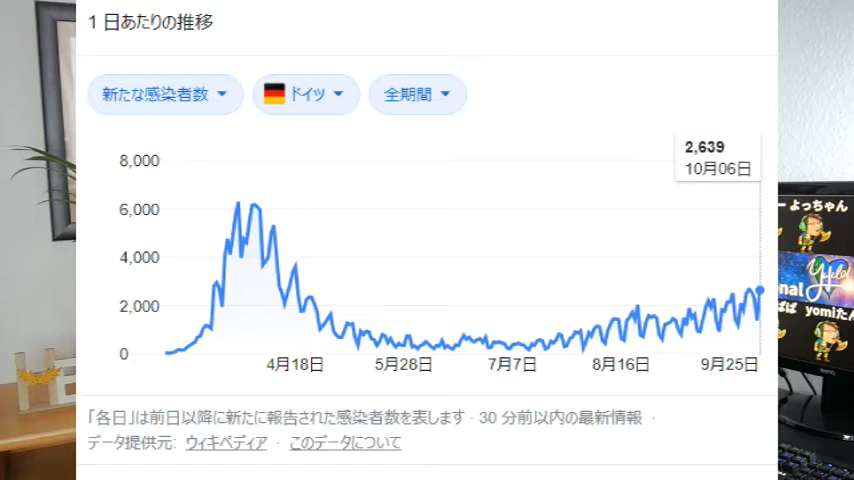 1 日あたりの推移
新たな感染者数
ドイツ
全期間
2,639
10月06日
8,000
6,000
4,000
2,000
0
4月18日
5月28日
7月7日
8月16日
9月25日
「各日」は前日以降に新たに報告された感染者数を表します · 30 分前以内の最新情報 ·
データ提供元: ウィキペディア · このデータについて
ー よっちゃん
nal
ぱぱ yomiたん
BENQ